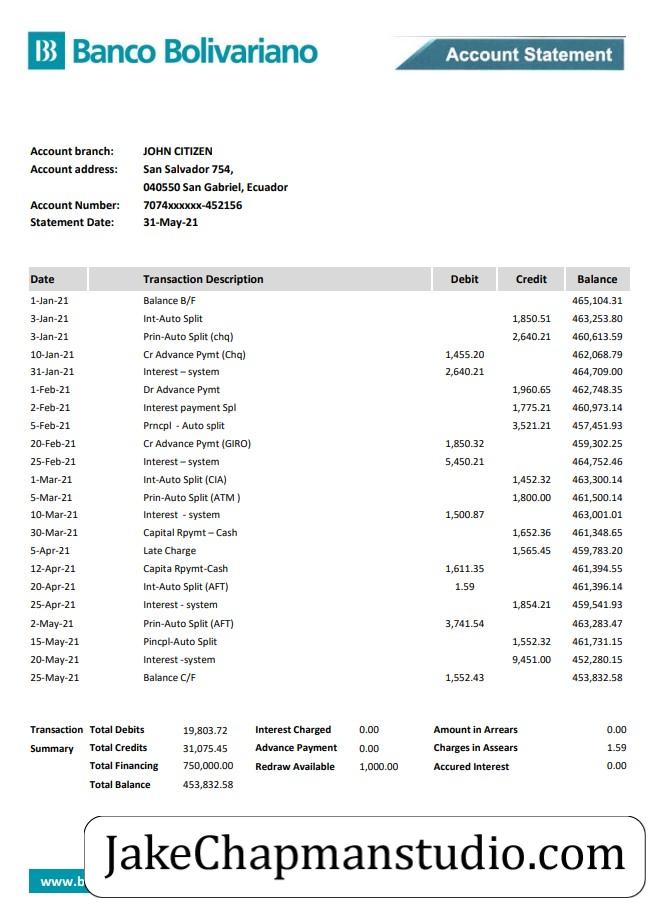 B Banco Bolivariano
Account Statement
Account branch: JOHN CITIZEN
Account address: San Salvador 754,
040550 San Gabriel, Ecuador
Account Number: 7074xxxxxx-452156
Statement Date: 31-May-21
Date Transaction Description Debit Credit Balance
1-Jan-21 Balance B/F 465,104.31
3-Jan-21 Int-Auto Split 1,850.51 463,253.80
3-Jan-21 Prin-Auto Split (chq) 2,640.21 460,613.59
10-Jan-21 Cr Advance Pymt (Chq) 1,455.20 462,068.79
31-Jan-21 Interest – system 2,640.21 464,709.00
1-Feb-21 Dr Advance Pymt 1,960.65 462,748.35
2-Feb-21 Interest payment Spl 1,775.21 460,973.14
5-Feb-21 Prncpl - Auto split 3,521.21 457,451.93
20-Feb-21 Cr Advance Pymt (GIRO) 1,850.32 459,302.25
25-Feb-21 Interest – system 5,450.21 464,752.46
1-Mar-21 Int-Auto Split (CIA) 1,452.32 463,300.14
5-Mar-21 Prin-Auto Split (ATM ) 1,800.00 461,500.14
10-Mar-21 Interest - system 1,500.87 463,001.01
30-Mar-21 Capital Rpymt – Cash 1,652.36 461,348.65
5-Apr-21 Late Charge 1,565.45 459,783.20
12-Apr-21 Capita Rpymt-Cash 1,611.35 461,394.55
20-Apr-21 Int-Auto Split (AFT) 1.59 461,396.14
25-Apr-21 Interest - system 1,854.21 459,541.93
2-May-21 Prin-Auto Split (AFT) 3,741.54 463,283.47
15-May-21 Pincpl-Auto Split 1,552.32 461,731.15
20-May-21 Interest -system 9,451.00 452,280.15
25-May-21 Balance C/F 1,552.43 453,832.58
Transaction Total Debits 19,803.72 Interest Charged 0.00 Amount in Arrears 0.00
Summary Total Credits 31,075.45 Advance Payment 0.00 Charges in Assears 1.59
Total Financing 750,000.00 Redraw Available 1,000.00 Accured Interest 0.00
Total Balance 453,832.58
JakeChapmanstudio.com
www.b